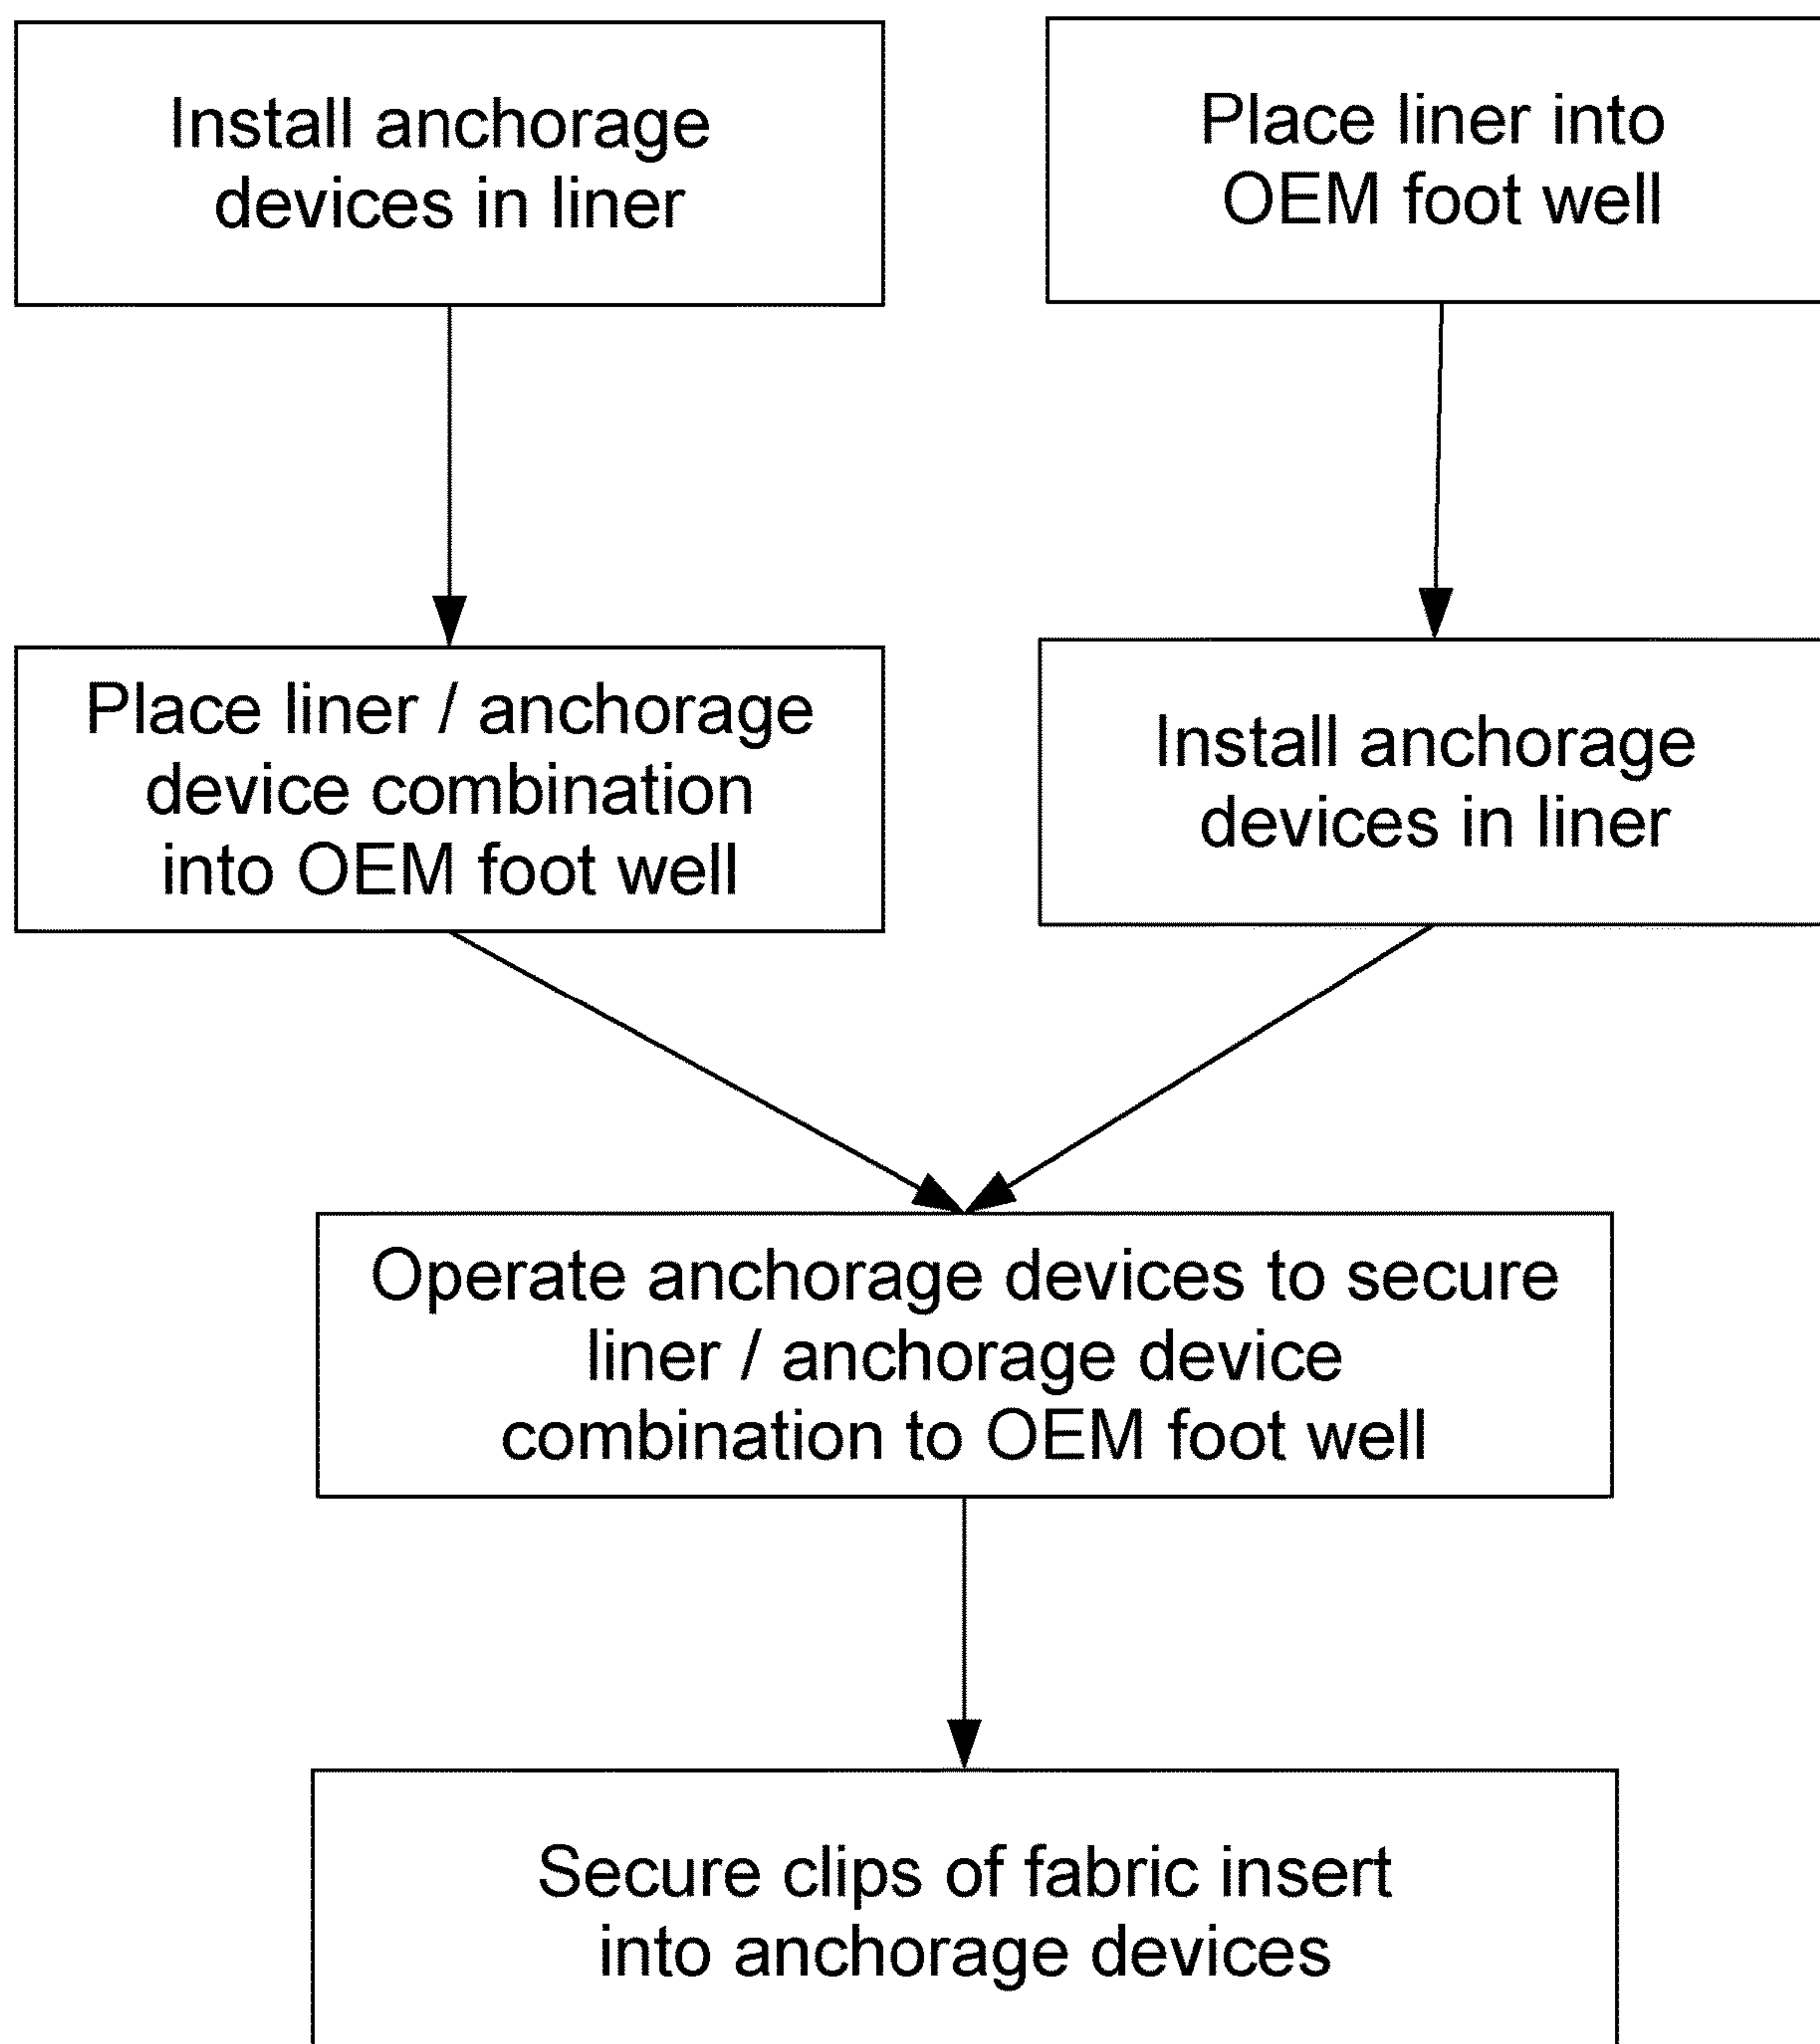 Install anchorage
devices in liner
Place liner into
OEM foot well
Place liner / anchorage
device combination
into OEM foot well
Install anchorage
devices in liner
Operate anchorage devices to secure
liner / anchorage device
combination to OEM foot well
Secure clips of fabric insert
into anchorage devices